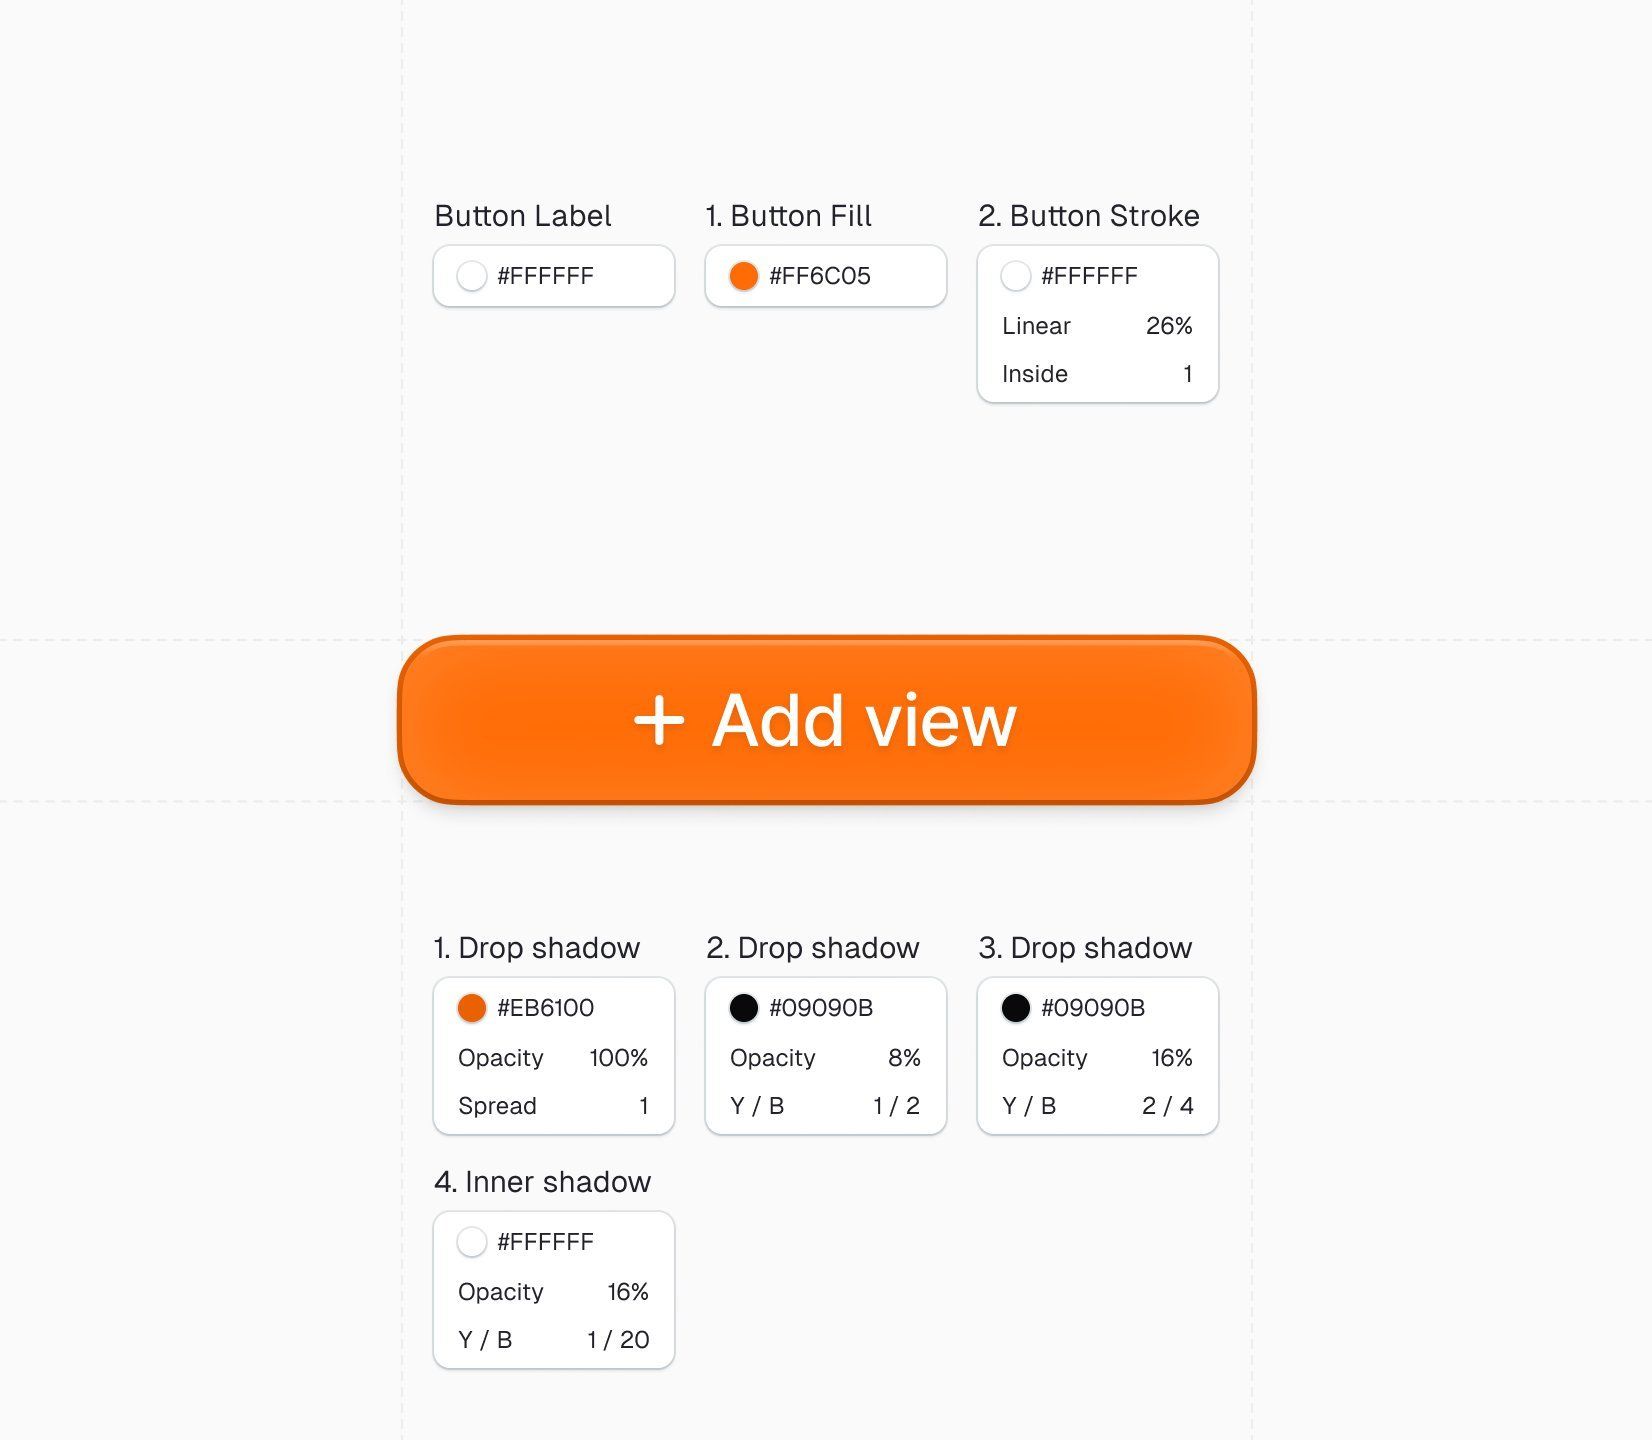 Button Label
1. Button Fill
2. Button Stroke
#FFFFFF
#FF6C05
#FFFFFF
Linear 26%
Inside 1
+ Add view
1. Drop shadow
2. Drop shadow
3. Drop shadow
#EB6100
#09090B
#09090B
Opacity 100%
Opacity 8%
Opacity 16%
Spread 1
Y / B 1 / 2
Y / B 2 / 4
4. Inner shadow
#FFFFFF
Opacity 16%
Y / B 1 / 20